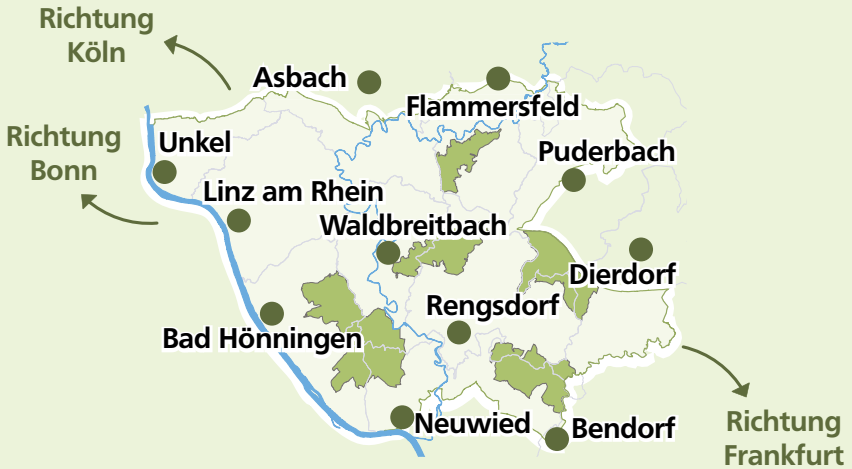 Richtung
Köln
Asbach
Flammersfeld
Richtung
Bonn
Unkel
Puderbach
Linz am Rhein
Waldbreitbach
Dierdorf
Rengsdorf
Bad Hönningen
Neuwied
Bendorf
Richtung
Frankfurt